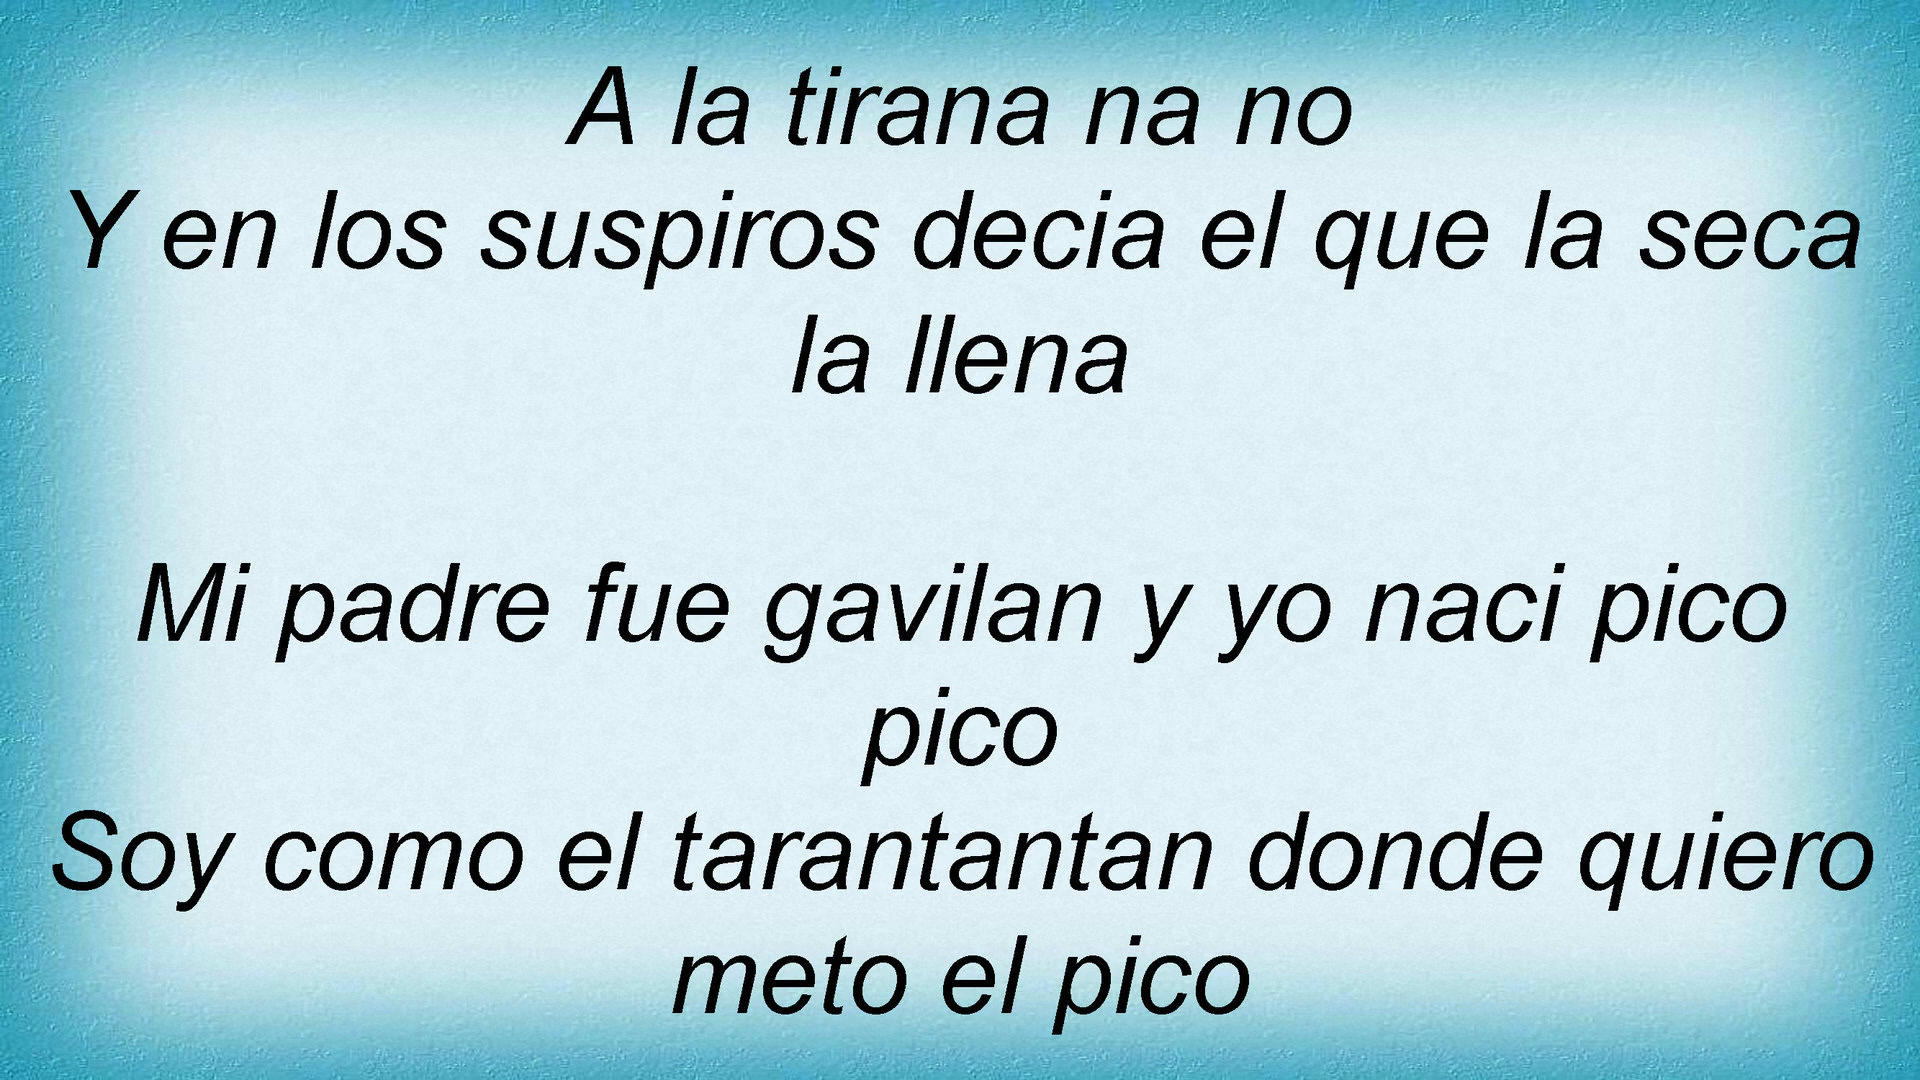 A la tirana na no
Y en los suspiros decia el que la seca
la llena
Mi padre fue gavilan y yo naci pico
pico
Soy como el tarantantan donde quiero
meto el pico